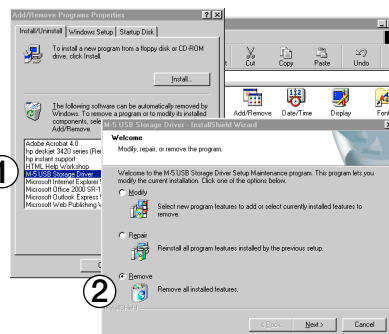 Add/Remove Programs Properties
Install/Uninstall Windows Setup Startup Disk
To install a new program from a floppy disk or CD-ROM
drive, click Install.
Install...
The following software can be automatically removed by
Windows. To remove a program or to modify its installed
components, sele
Add/Remove.
Adobe Acrobat 4.0
hp deskjet 3420 series (Re
hp instant support
HTML Help Workshop
M-5 USB Storage Driver
Microsoft Internet Explorer
Microsoft Office 2000 SR-1
Microsoft Outlook Express
Microsoft Web Publishing
1
Cut Copy Paste Undo
Add/Remove Date/Time Display Font
M-5 USB Storage Driver - InstallShield Wizard
Welcome
Modify, repair, or remove the program.
Welcome to the M-5 USB Storage Driver Setup Maintenance program. This program lets you
modify the current installation. Click one of the options below.
Modify
Select new program features to add or select currently installed features to
remove.
Repair
Reinstall all program features installed by the previous setup.
Remove
Remove all installed features.
2
InstallShield
< Back Next > Cancel